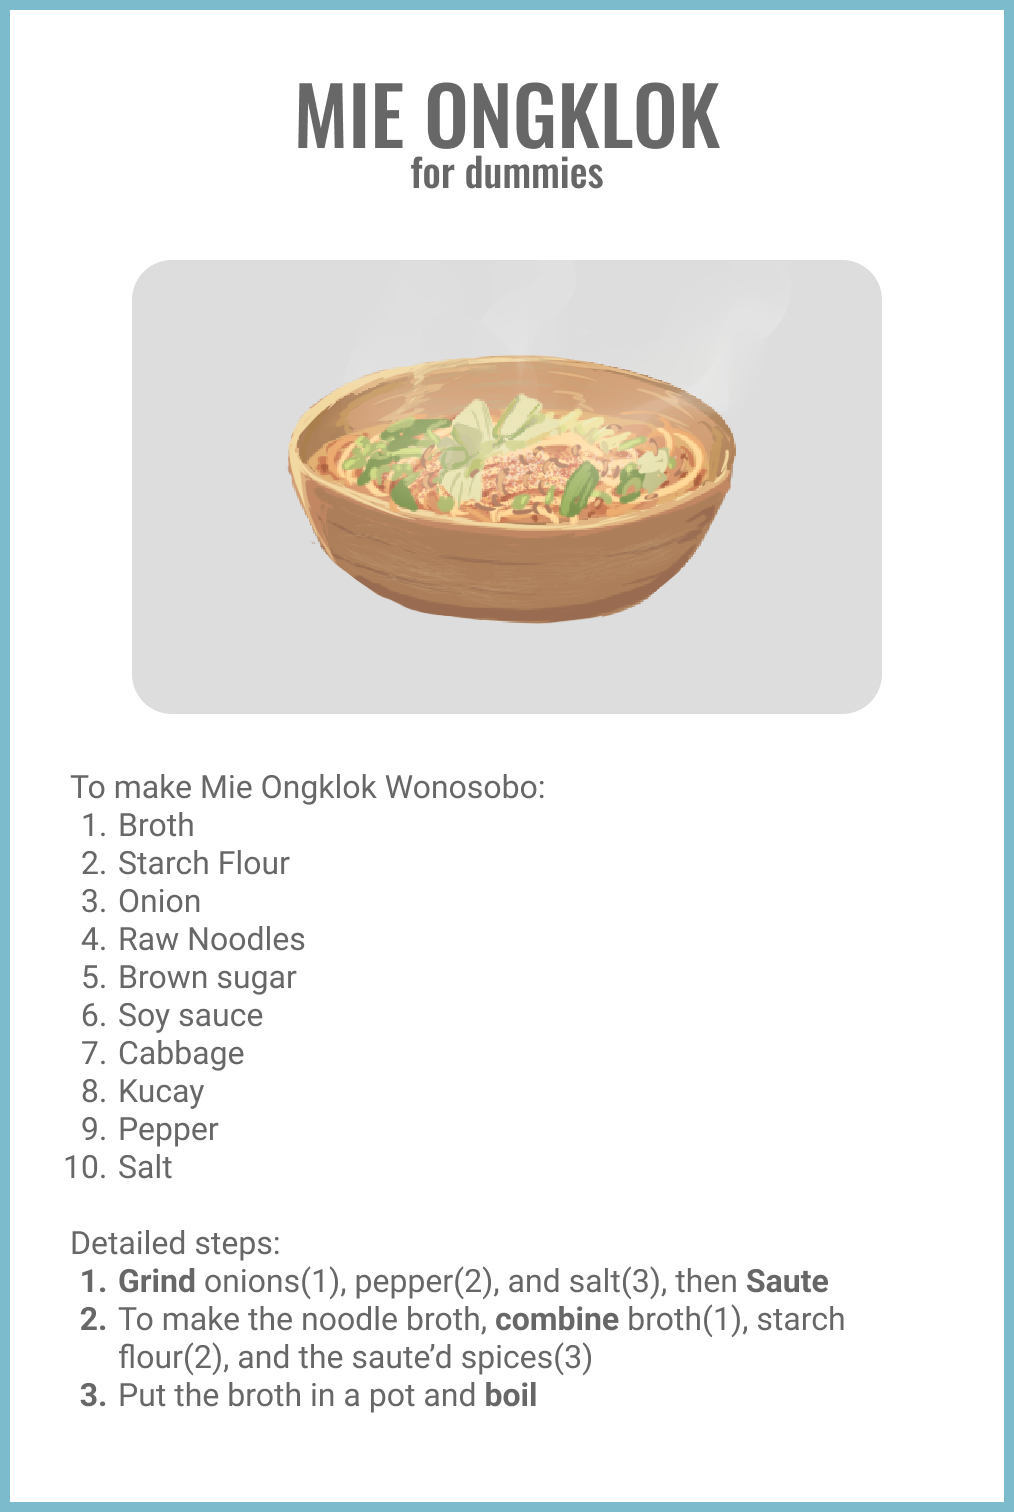 MIE ONGKLOK
for dummies
To make Mie Ongklok Wonosobo:
1. Broth
2. Starch Flour
3. Onion
4. Raw Noodles
5. Brown sugar
6. Soy sauce
7. Cabbage
8. Kucay
9. Pepper
10. Salt
Detailed steps:
1. Grind onions(1), pepper(2), and salt(3), then Saute
2. To make the noodle broth, combine broth(1), starch
flour(2), and the saute’d spices(3)
3. Put the broth in a pot and boil